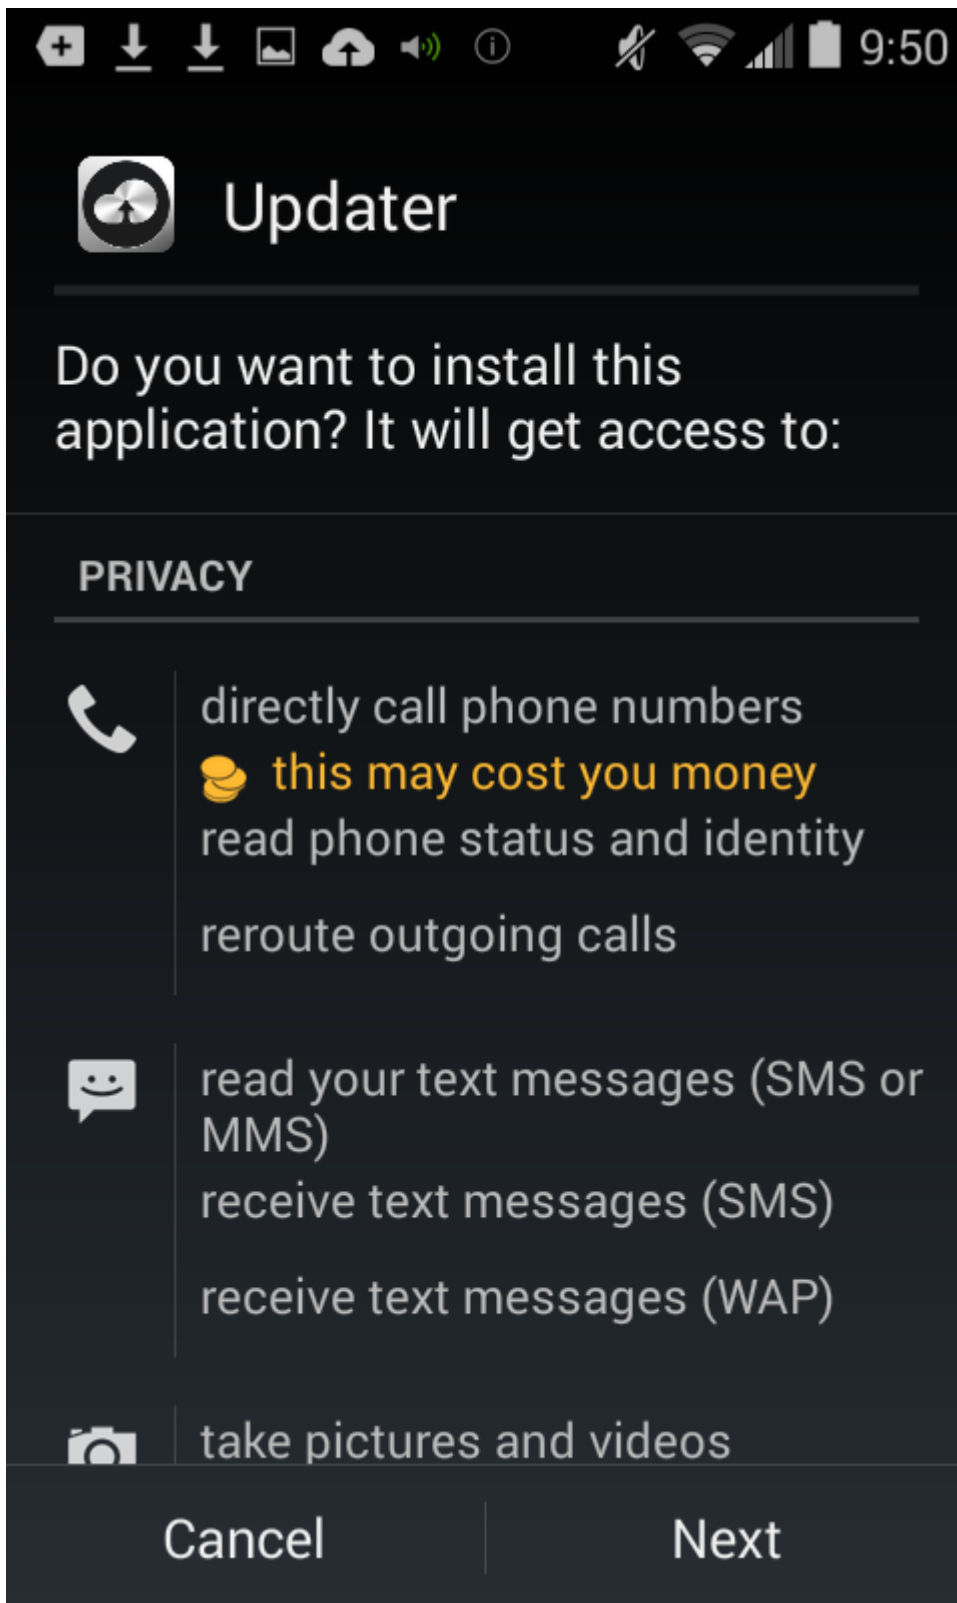 9:50
Updater
Do you want to install this
application? It will get access to:
PRIVACY
directly call phone numbers
this may cost you money
read phone status and identity
reroute outgoing calls
read your text messages (SMS or
MMS)
receive text messages (SMS)
receive text messages (WAP)
take pictures and videos
Cancel
Next